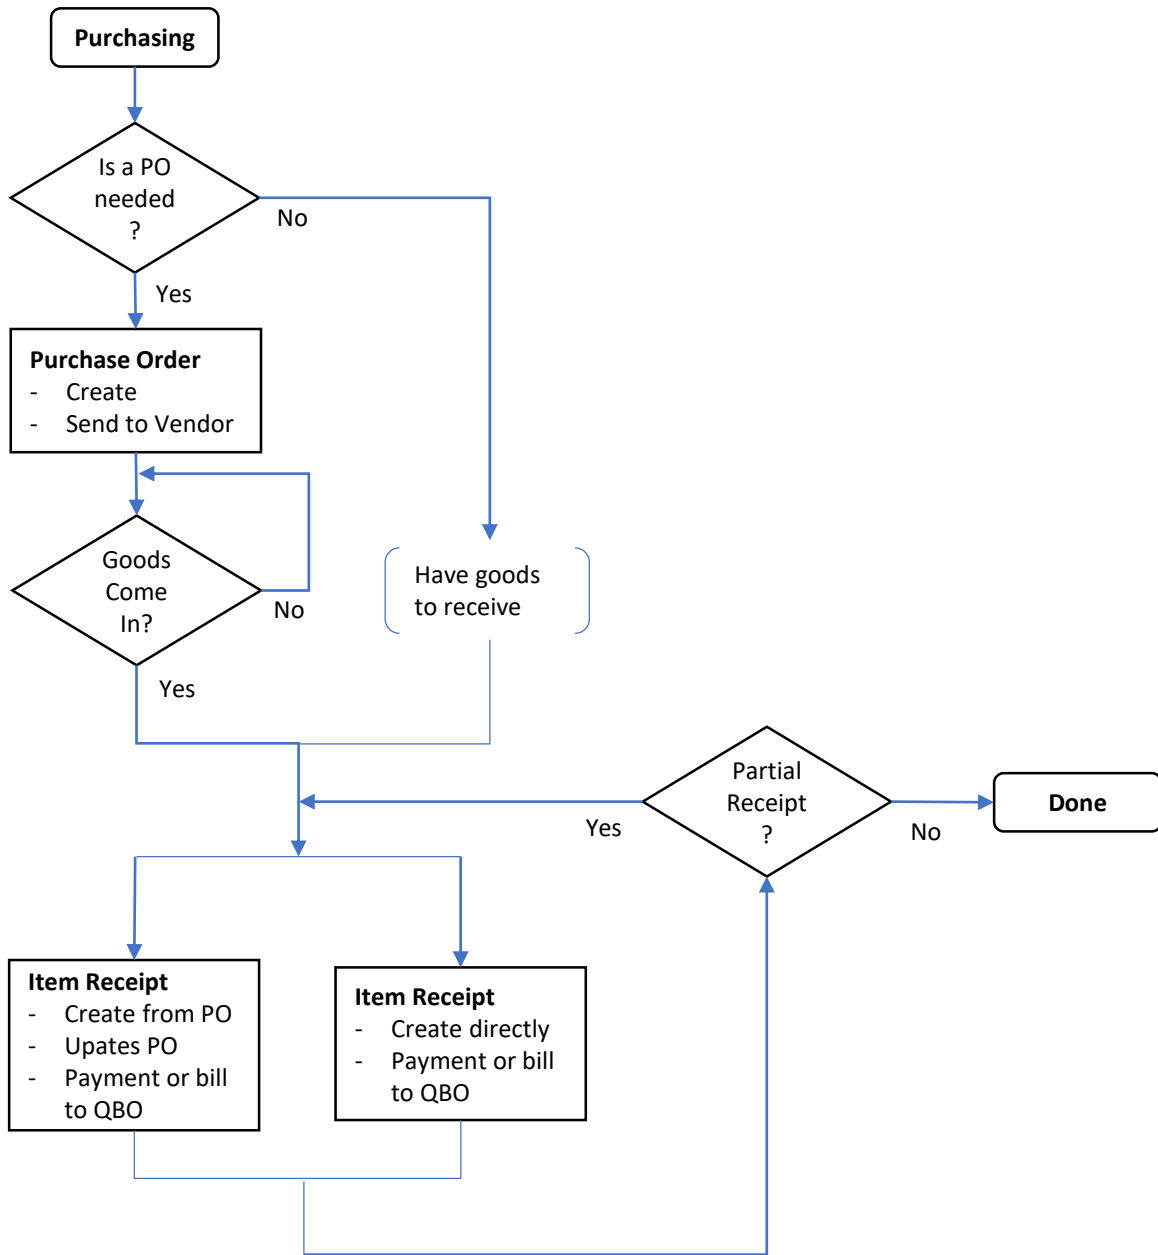 Purchasing
Is a PO
needed
?
No
Yes
Purchase Order
- Create
- Send to Vendor
Goods
Come
In?
No
Have goods
to receive
Yes
Partial
Receipt
?
Yes
No
Done
Item Receipt
- Create from PO
- Upates PO
- Payment or bill
to QBO
Item Receipt
- Create directly
- Payment or bill
to QBO